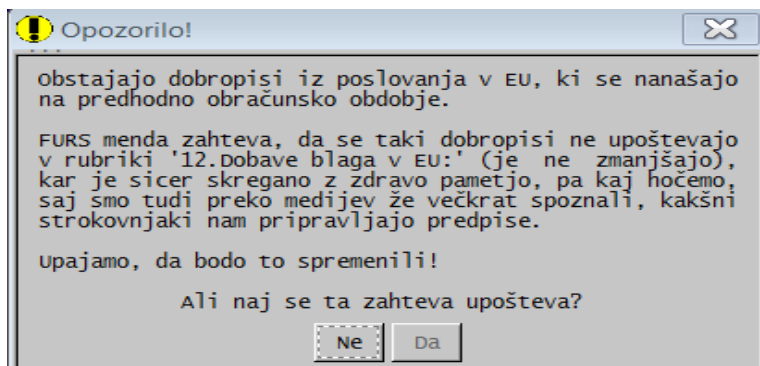 Opozorilo!
Obstajajo dobropisi iz poslovanja v EU, ki se nanašajo
na predhodno obračunsko obdobje.
FURS menda zahteva, da se taki dobropisi ne upoštevajo
v rubriki '12.Dobave blaga v EU:' (je ne zmanjšajo),
kar je sicer skregano z zdravo pametjo, pa kaj hočemo,
saj smo tudi preko medijev že večkrat spoznali, kakšni
strokovnjaki nam pripravljajo predpise.
Upajamo, da bodo to spremenili!
Ali naj se ta zahteva upošteva?
Ne Da